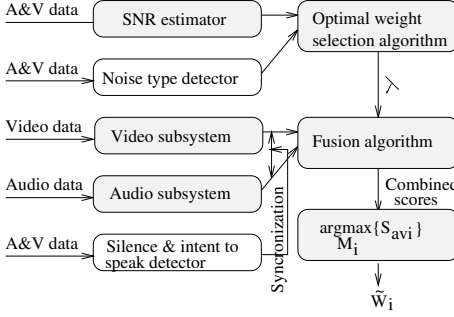 A&V data
SNR estimator
Optimal weight
selection algorithm
A&V data
Noise type detector
λ
Video data
Video subsystem
Fusion algorithm
Audio data
Audio subsystem
Syncronization
Combined
scores
A&V data
Silence & intent to
speak detector
argmax{S_avi}
M_i
W̃_i